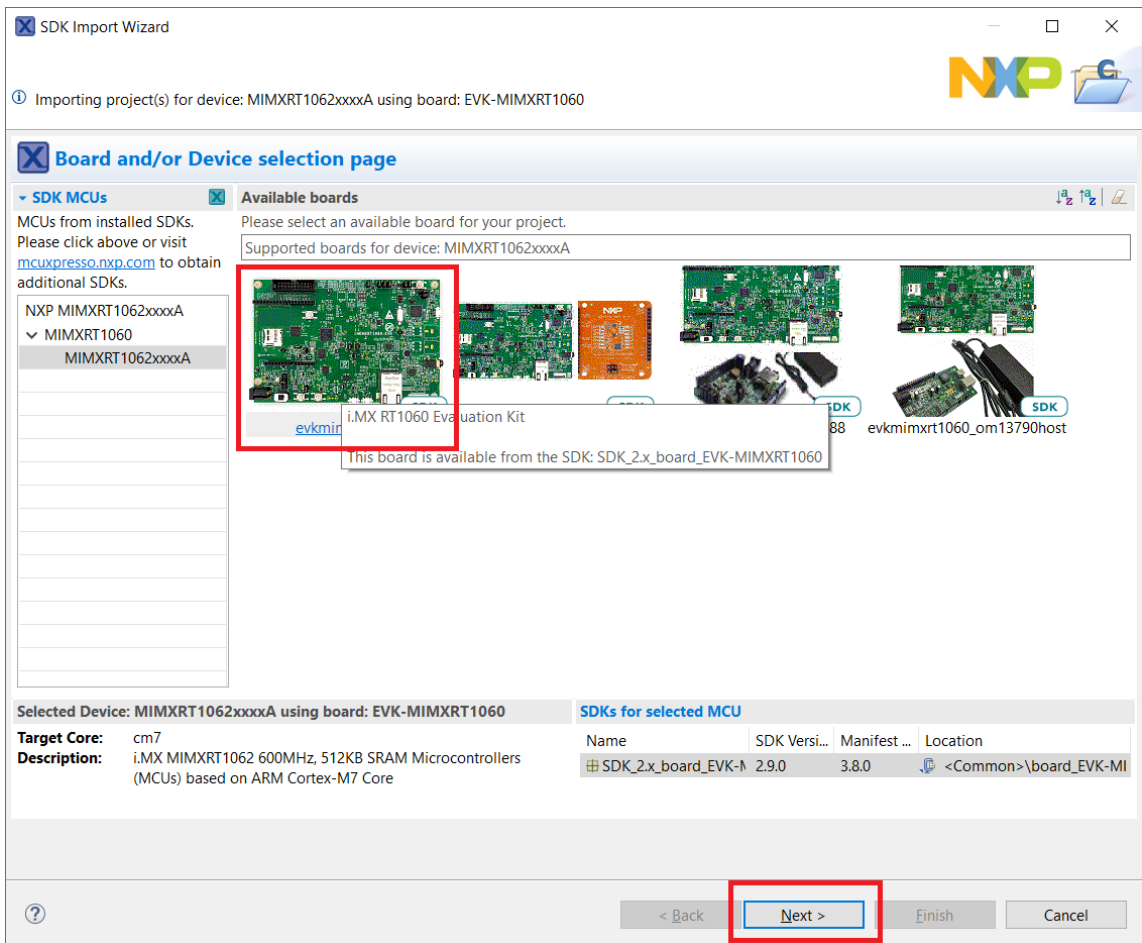 SDK Import Wizard
NXP
Importing project(s) for device: MIMXRT1062xxxxA using board: EVK-MIMXRT1060
Board and/or Device selection page
SDK MCUs
MCUs from installed SDKs.
Please click above or visit
mcuxpresso.nxp.com to obtain
additional SDKs.
NXP MIMXRT1062xxxxA
MIMXRT1060
MIMXRT1062xxxxA
Available boards
Please select an available board for your project.
Supported boards for device: MIMXRT1062xxxxA
NXP
SDK
SDK
evkmi
88
evkmimxrt1060_om13790host
i.MX RT1060 Evaluation Kit
This board is available from the SDK: SDK_2.x_board_EVK-MIMXRT1060
Selected Device: MIMXRT1062xxxxA using board: EVK-MIMXRT1060
Target Core: cm7
Description: i.MX MIMXRT1062 600MHz, 512KB SRAM Microcontrollers
(MCUs) based on ARM Cortex-M7 Core
SDKs for selected MCU
Name SDK Versi... Manifest ... Location
SDK_2.x_board_EVK-M 2.9.0 3.8.0 <Common>\board_EVK-MI
< Back Next > Finish Cancel